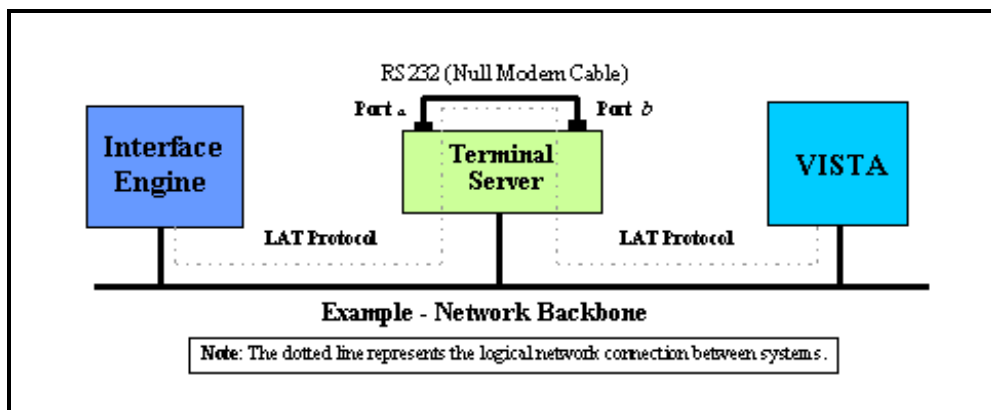 RS232 (Null Modem Cable)
Port a
Port b
Interface
Engine
Terminal
Server
VISTA
LAT Protocol
LAT Protocol
Example - Network Backbone
Note: The dotted line represents the logical network connection between systems.